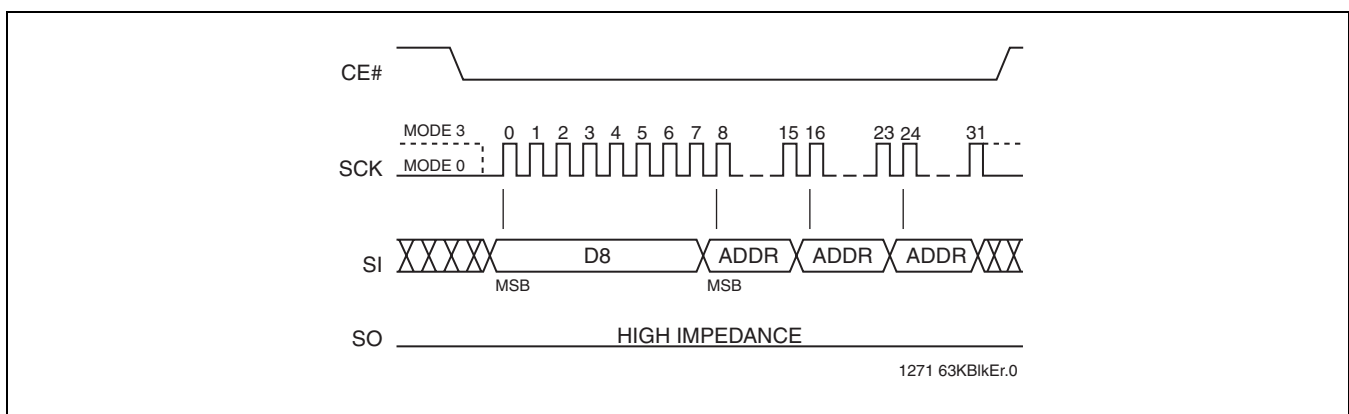 CE#
MODE 3
0 1 2 3 4 5 6 7 8 15 16 23 24 31
SCK
MODE 0
SI
D8
ADDR
ADDR
ADDR
MSB
MSB
SO
HIGH IMPEDANCE
1271 63KBlkEr.0